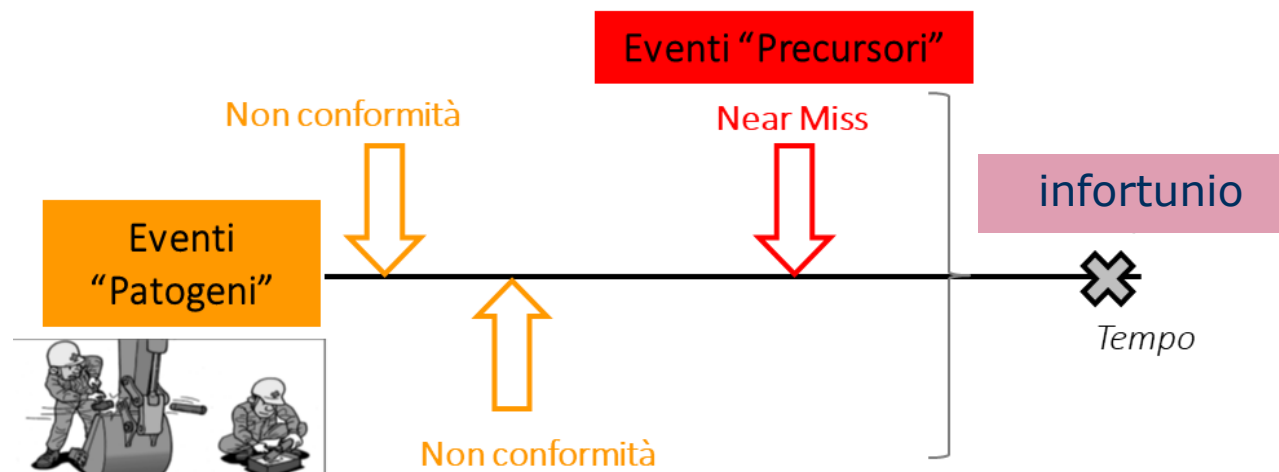 Eventi “Precursori”
Non conformità
Near Miss
infortunio
Eventi
“Patogeni”
Tempo
Non conformità